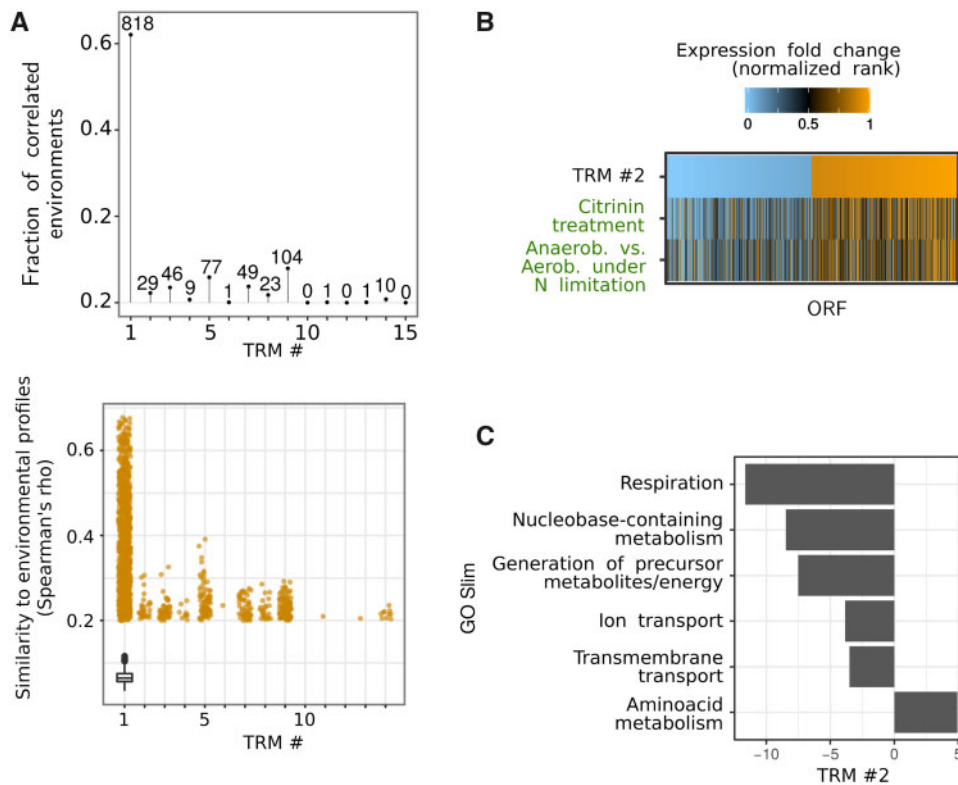 A
Fraction of correlated
environments
0.6
0.4
0.2
0.2
818
29
46
9
77
1
49
23
104
0
1
0
1
10
0
1
5
10
15
TRM #
Similarity to environmental profiles
(Spearman's rho)
0.6
0.4
0.2
1
5
10
TRM #
B
Expression fold change
(normalized rank)
0
0.5
1
TRM #2
Citrinin
treatment
Anaerob. vs.
Aerob. under
N limitation
ORF
C
GO Slim
Respiration
Nucleobase-containing
metabolism
Generation of precursor
metabolites/energy
Ion transport
Transmembrane
transport
Aminoacid
metabolism
−10
−5
0
5
TRM #2